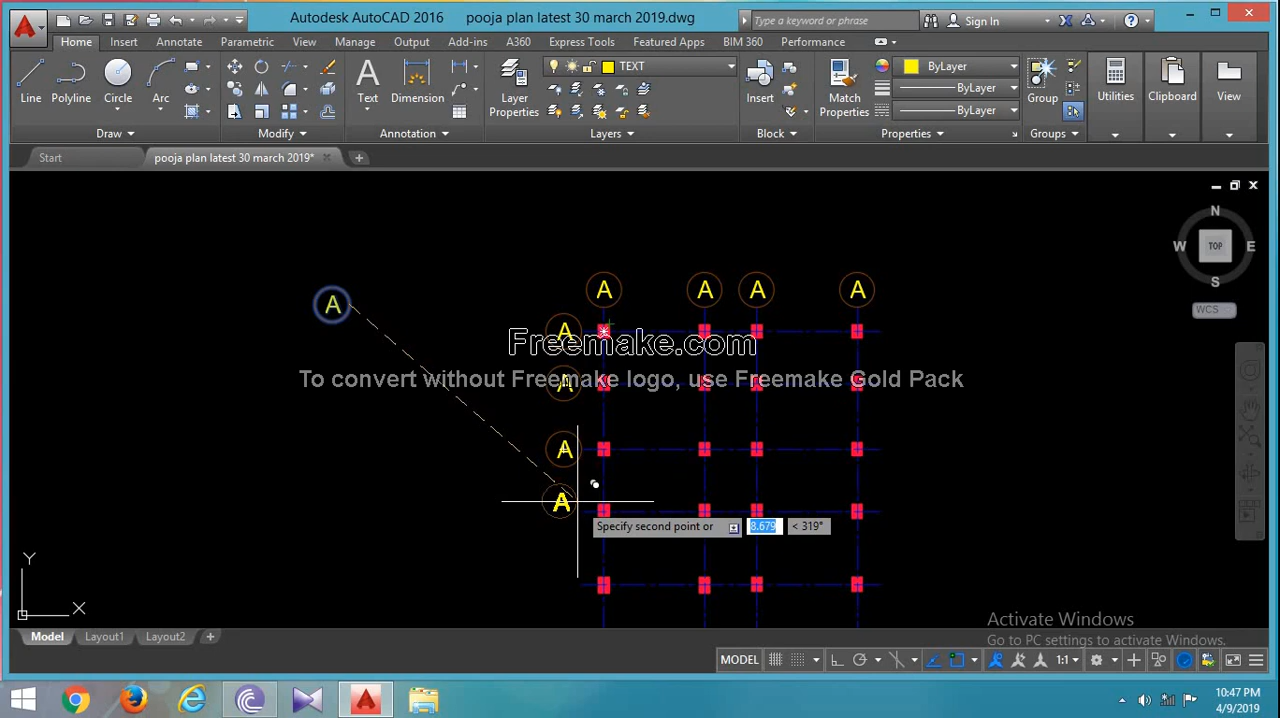 Autodesk AutoCAD 2016 pooja plan latest 30 march 2019.dwg
Type a keyword or phrase
Sign In
Home Insert Annotate Parametric View Manage Output Add-ins A360 Express Tools Featured Apps BIM 360 Performance
TEXT
ByLayer
ByLayer
ByLayer
Line Polyline Circle Arc
Text Dimension
Layer Properties
Insert
Match Properties
Group
Utilities
Clipboard
View
Draw Modify Annotation Layers Block Properties Groups
Start
pooja plan latest 30 march 2019*
N
W TOP E
S
WCS
A A A A
A
A
Freemake.com
To convert without Freemake logo, use Freemake Gold Pack
A
A
A
Specify second point or 8.679 < 319°
Y
X
Activate Windows
Go to PC settings to activate Windows.
Model Layout1 Layout2
MODEL
1:1
10:47 PM
4/9/2019